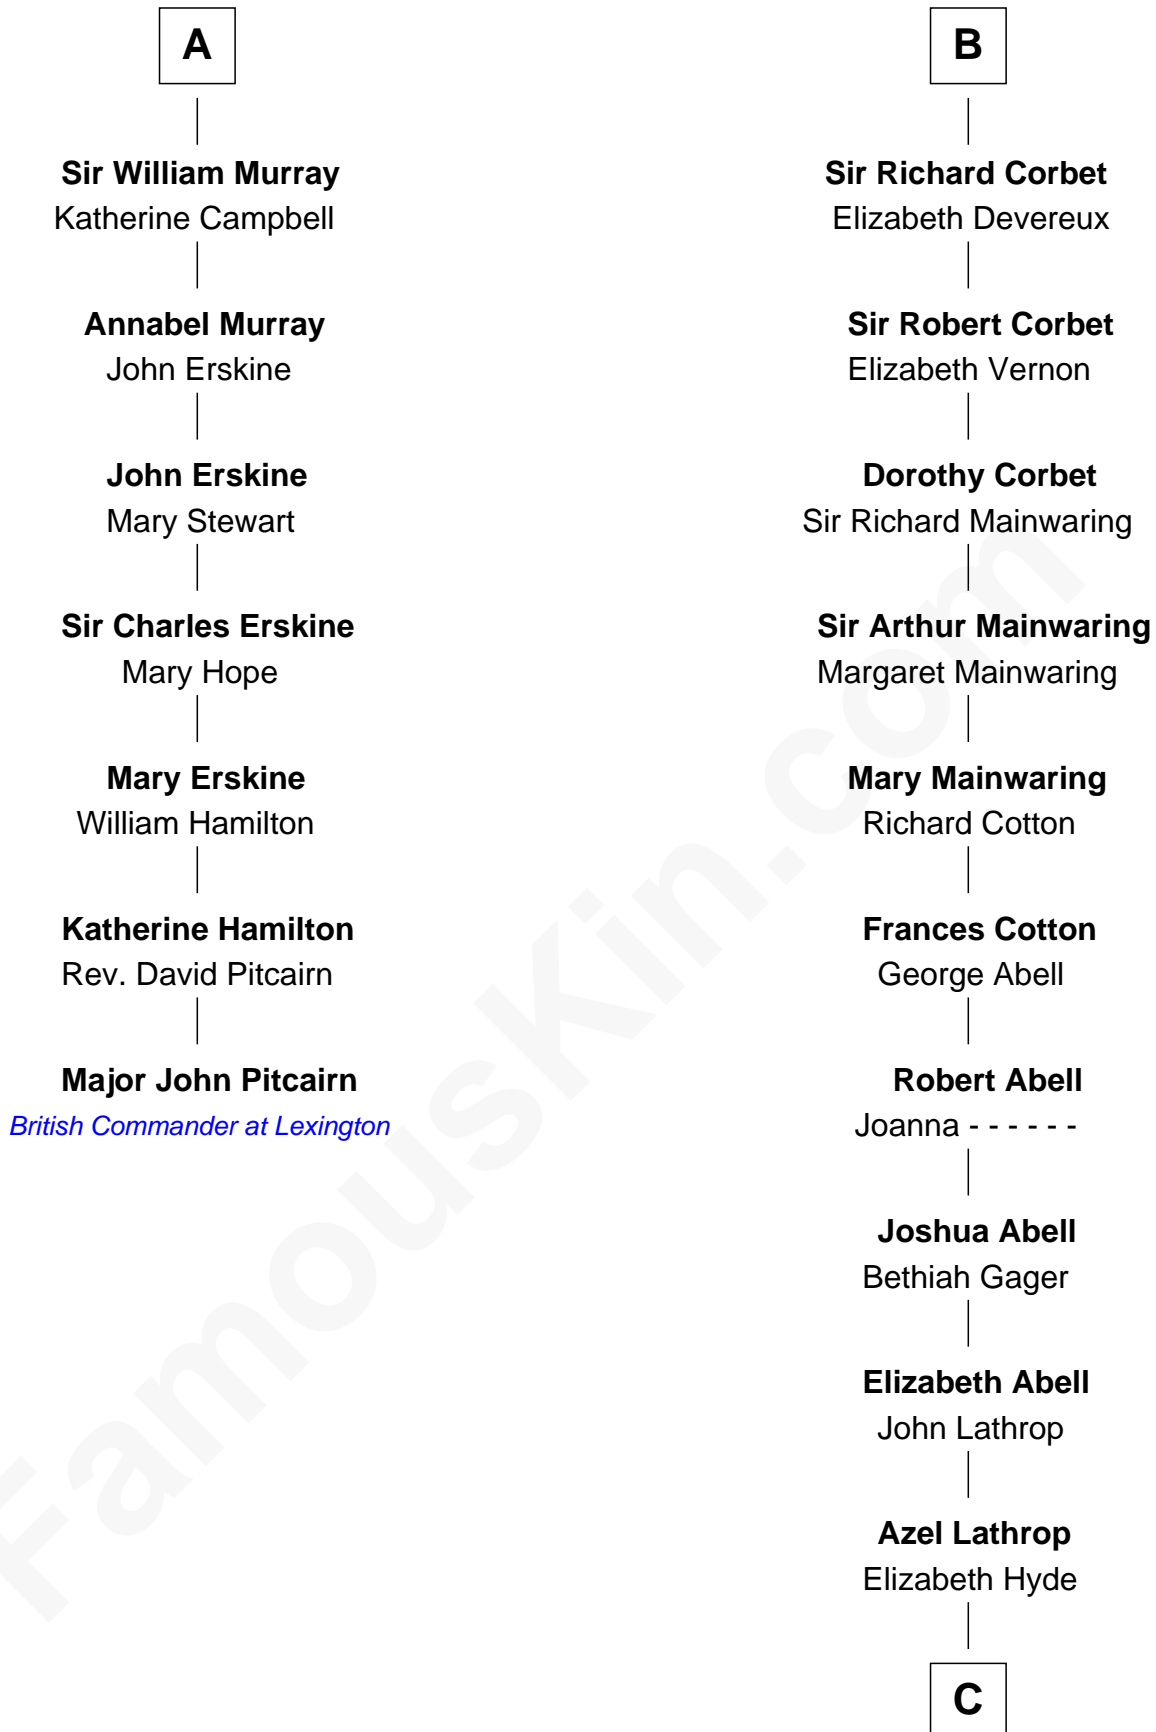 A
Sir William Murray
Katherine Campbell
Annabel Murray
John Erskine
John Erskine
Mary Stewart
Sir Charles Erskine
Mary Hope
Mary Erskine
William Hamilton
Katherine Hamilton
Rev. David Pitcairn
Major John Pitcairn
British Commander at Lexington
B
Sir Richard Corbet
Elizabeth Devereux
Sir Robert Corbet
Elizabeth Vernon
Dorothy Corbet
Sir Richard Mainwaring
Sir Arthur Mainwaring
Margaret Mainwaring
Mary Mainwaring
Richard Cotton
Frances Cotton
George Abell
Robert Abell
Joanna - - - - - -
Joshua Abell
Bethiah Gager
Elizabeth Abell
John Lathrop
Azel Lathrop
Elizabeth Hyde
C
FamousKin.com